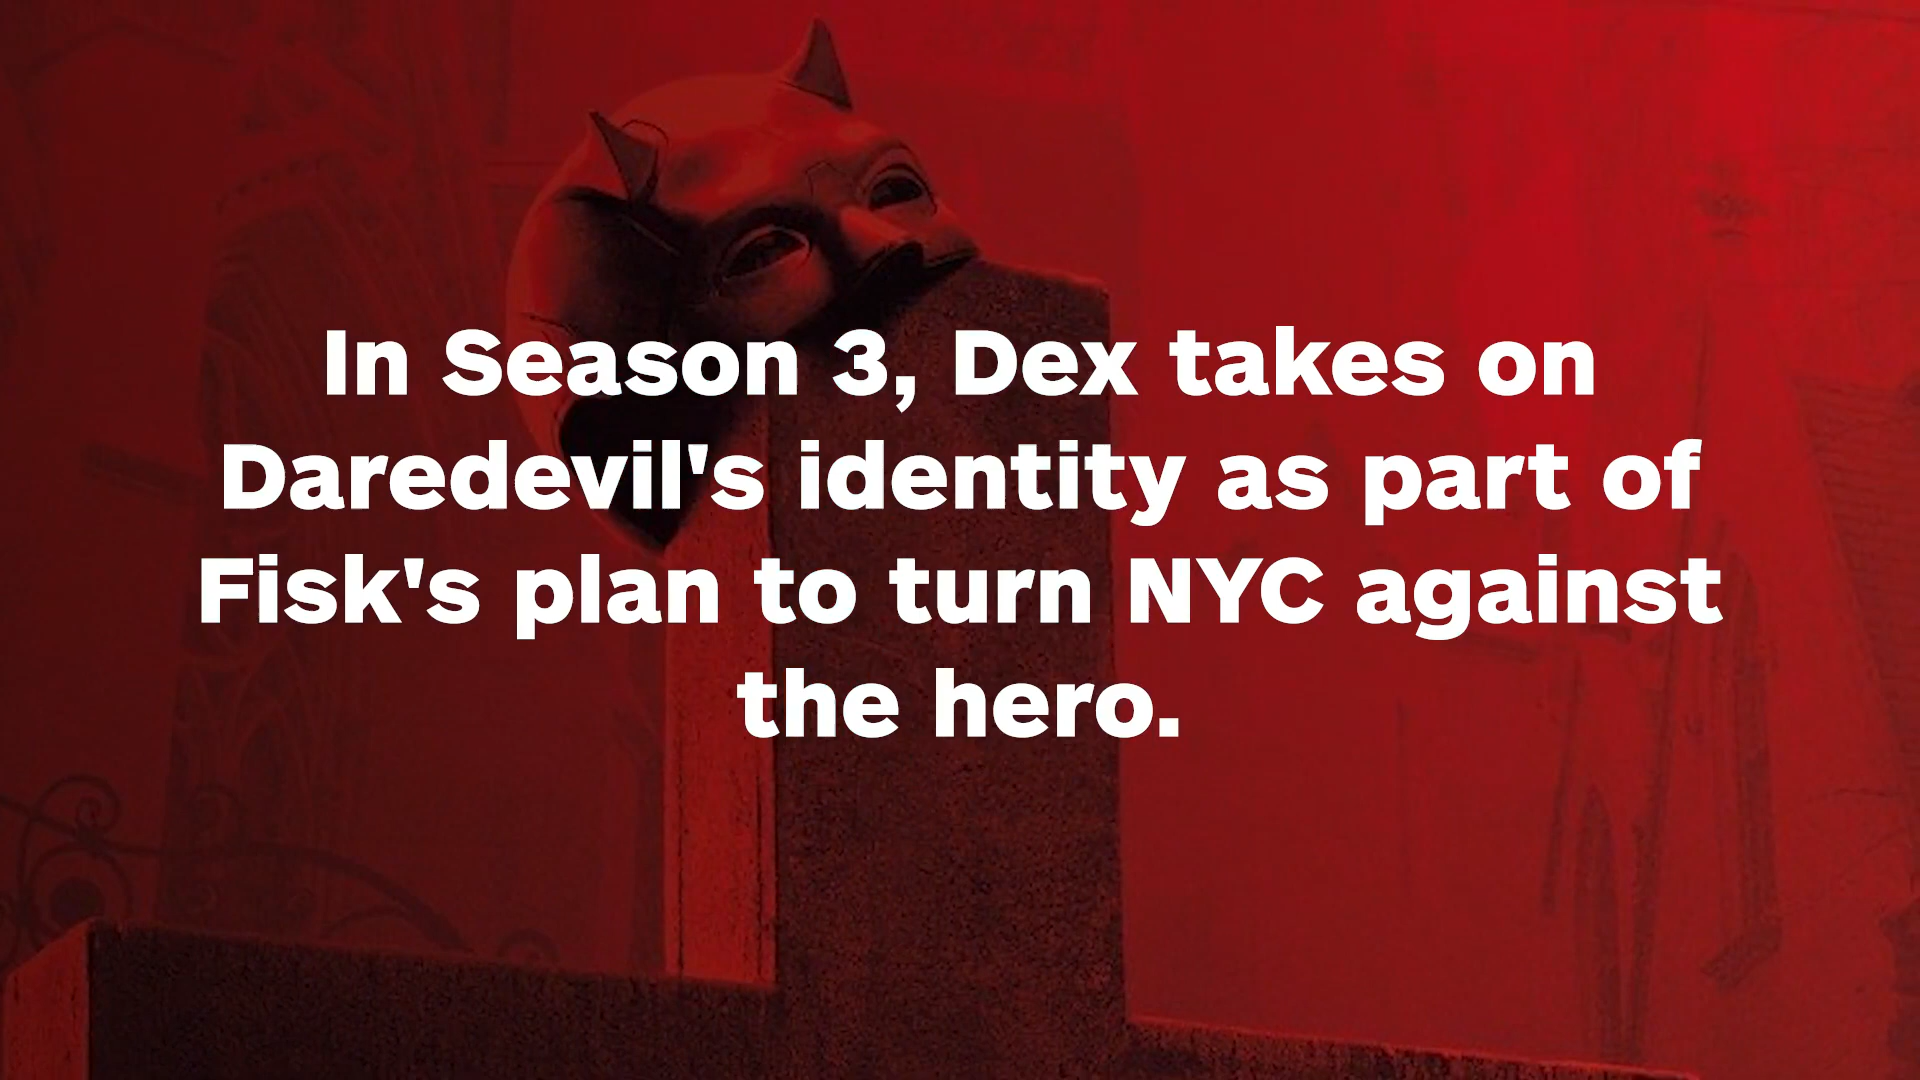 In Season 3, Dex takes on
Daredevil's identity as part of
Fisk's plan to turn NYC against
the hero.